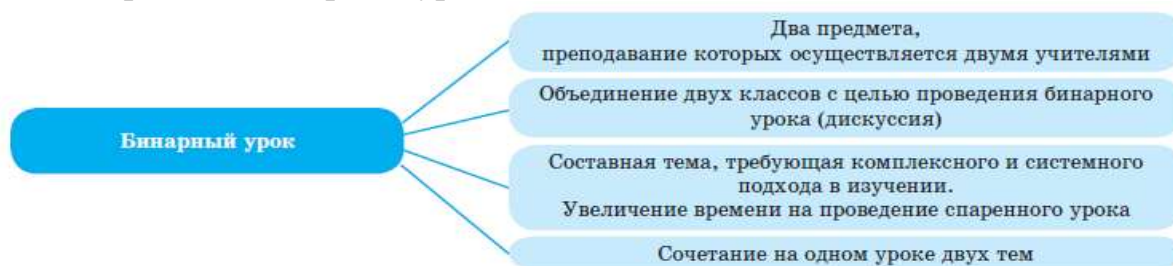 Два предмета,
преподавание которых осуществляется двумя учителями
Объединение двух классов с целью проведения бинарного
урока (дискуссия)
Бинарный урок
Составная тема, требующая комплексного и системного
подхода в изучении.
Увеличение времени на проведение спаренного урока
Сочетание на одном уроке двух тем